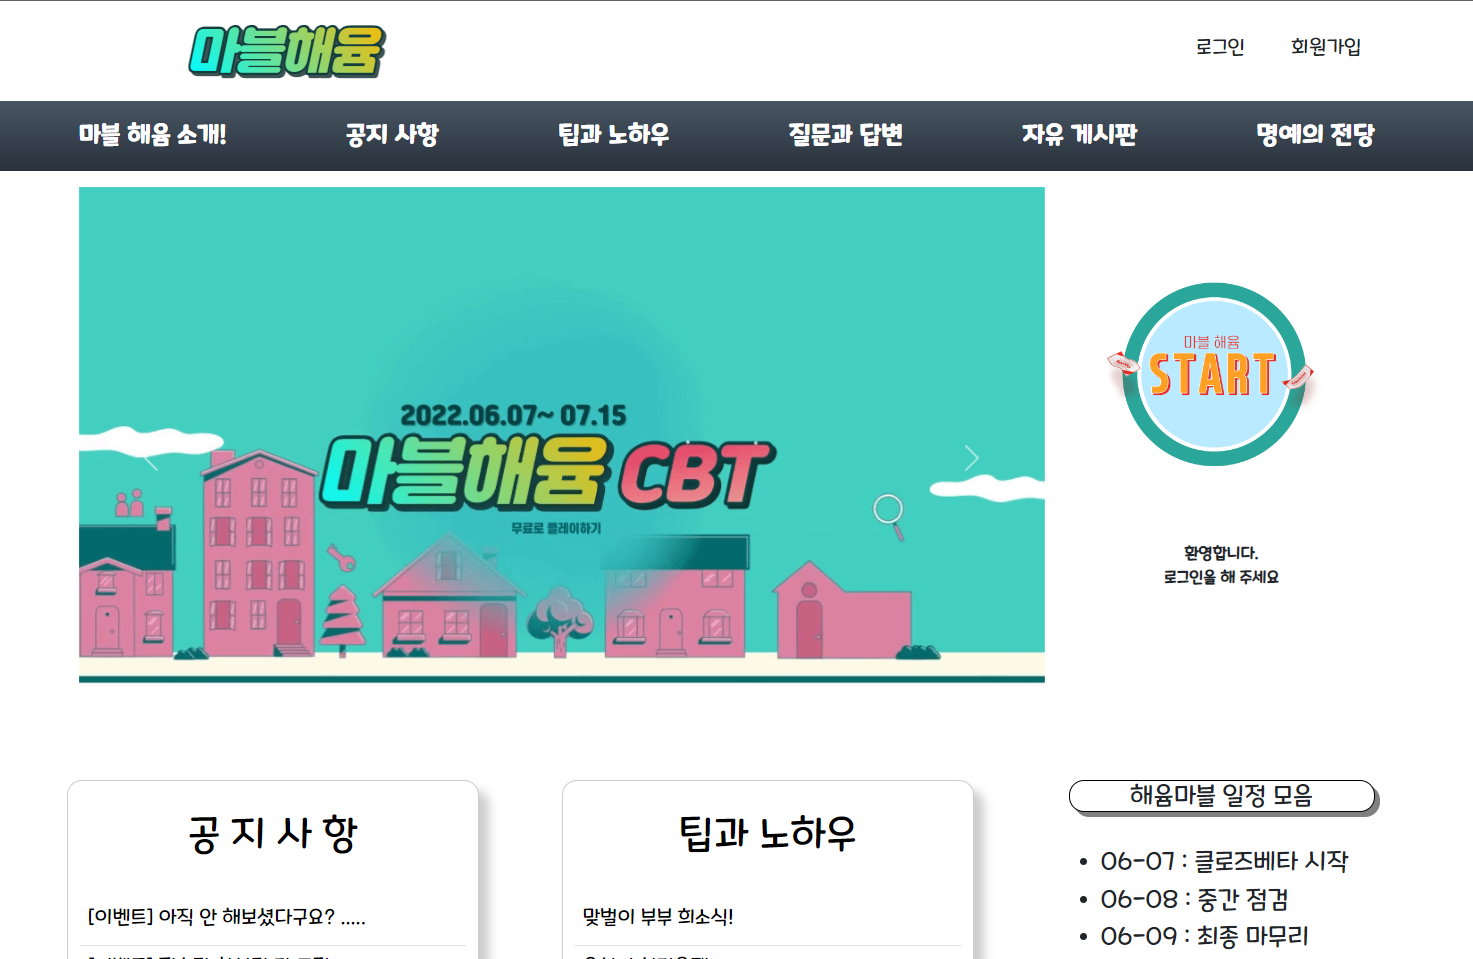 마블해윰
로그인
회원가입
마블 해윰 소개!
공지 사항
팁과 노하우
질문과 답변
자유 게시판
명예의 전당
2022.06.07~ 07.15
마블해윰 CBT
무료로 플레이하기
마블 해윰
START
환영합니다.
로그인을 해 주세요
공 지 사 항
[이벤트] 아직 안 해보셨다구요? .....
팁과 노하우
맞벌이 부부 희소식!
해윰마블 일정 모음
06-07 : 클로즈베타 시작
06-08 : 중간 점검
06-09 : 최종 마무리